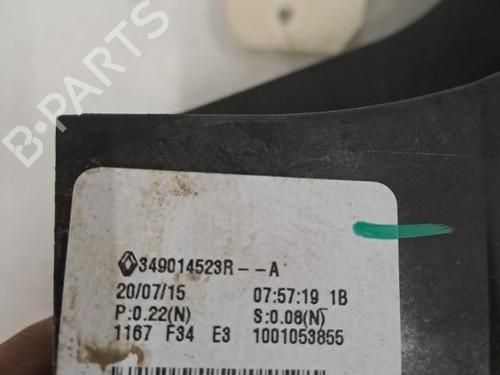 B-PARTS
349014523R--A
20/07/15 07:57:19 1B
P:0.22(N) S:0.08(N)
1167 F34 E3 1001053855